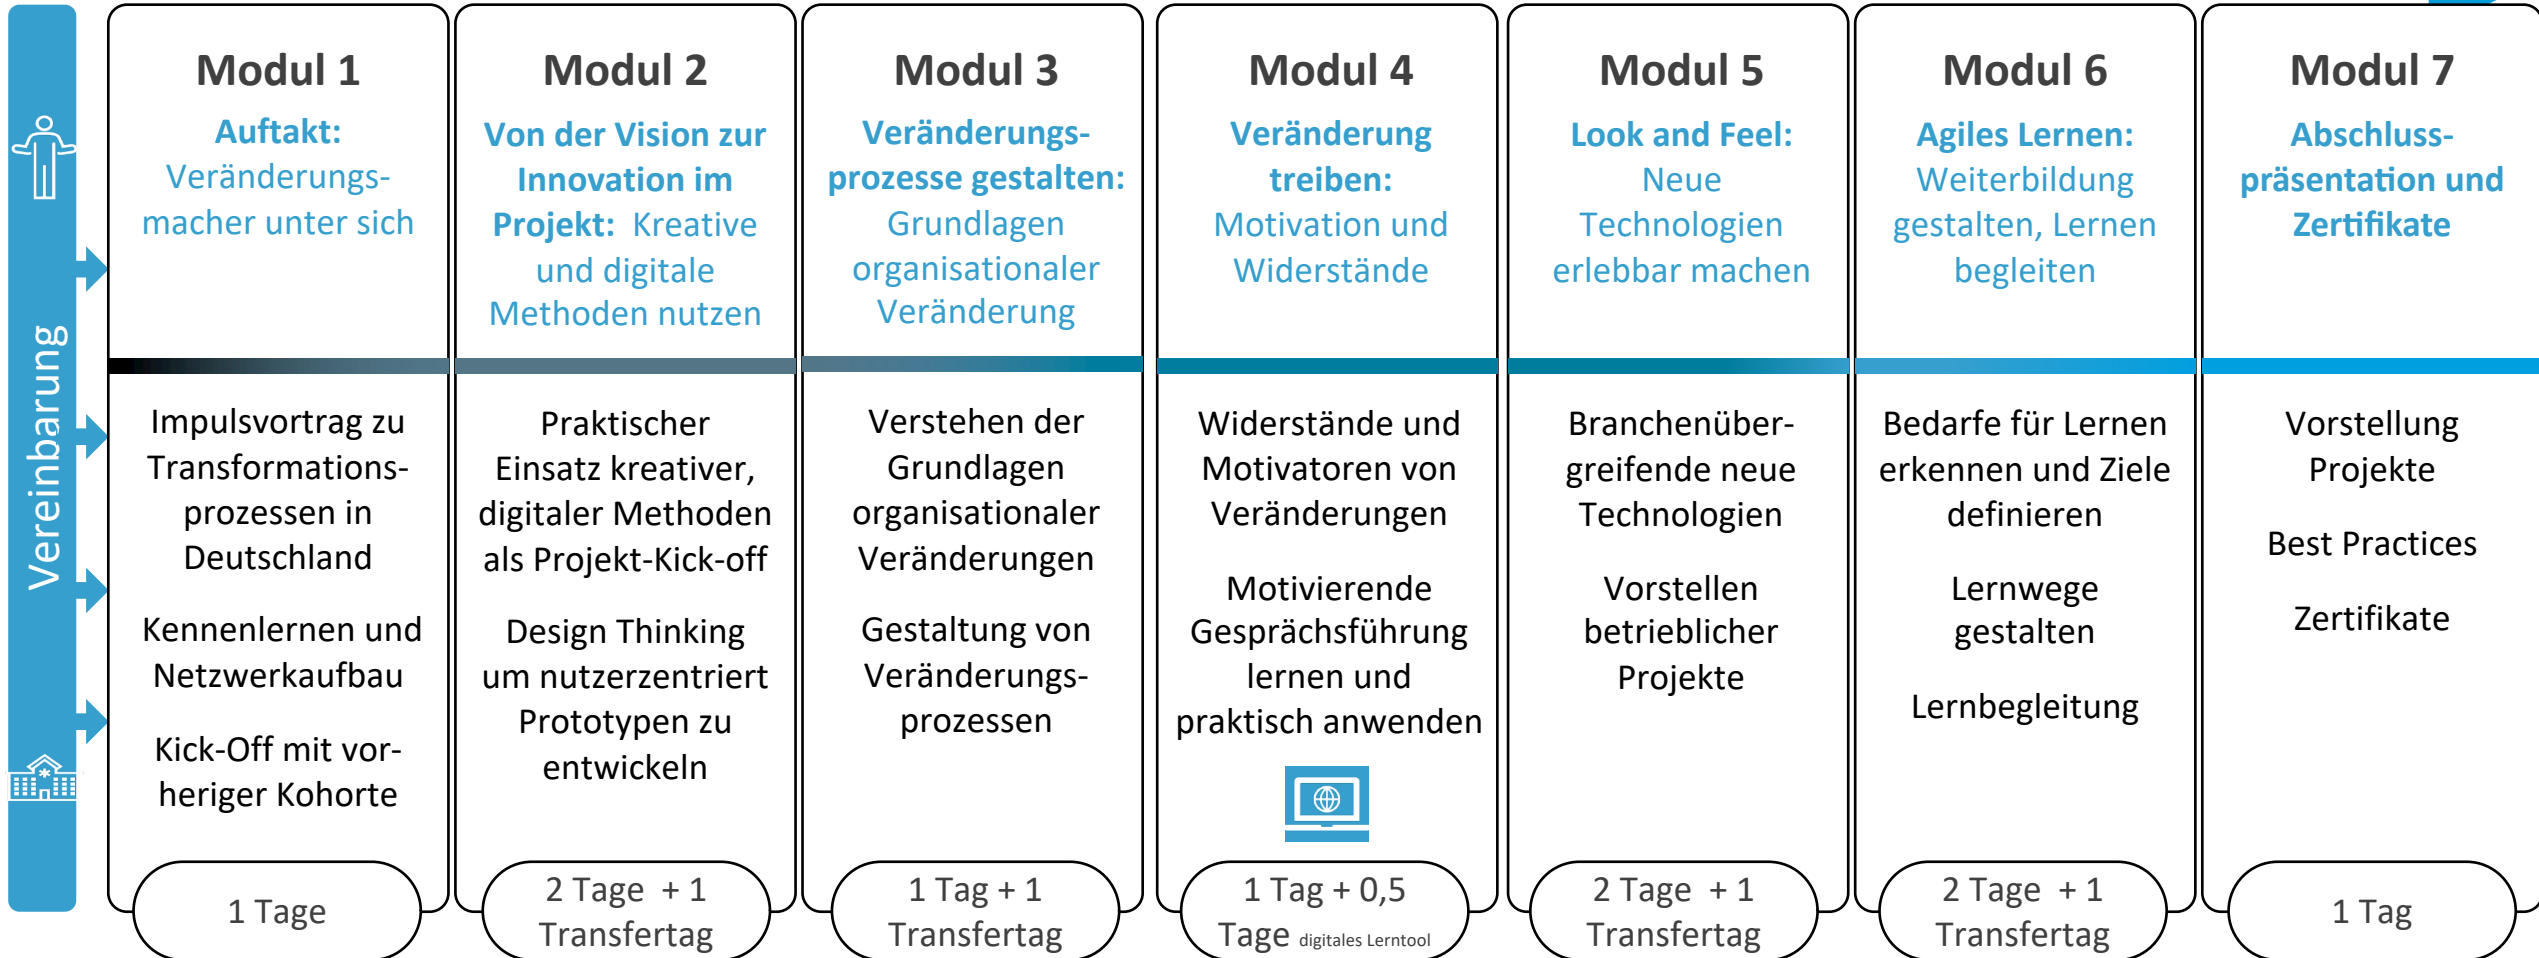 Vereinbarung
Modul 1
Auftakt:
Veränderungs-
macher unter sich
Impulsvortrag zu
Transformations-
prozessen in
Deutschland
Kennenlernen und
Netzwerkaufbau
Kick-Off mit vor-
heriger Kohorte
1 Tage
Modul 2
Von der Vision zur
Innovation im
Projekt: Kreative
und digitale
Methoden nutzen
Praktischer
Einsatz kreativer,
digitaler Methoden
als Projekt-Kick-off
Design Thinking
um nutzerzentriert
Prototypen zu
entwickeln
2 Tage + 1
Transfertag
Modul 3
Veränderungs-
prozesse gestalten:
Grundlagen
organisationaler
Veränderung
Verstehen der
Grundlagen
organisationaler
Veränderungen
Gestaltung von
Veränderungs-
prozessen
1 Tag + 1
Transfertag
Modul 4
Veränderung
treiben:
Motivation und
Widerstände
Widerstände und
Motivatoren von
Veränderungen
Motivierende
Gesprächsführung
lernen und
praktisch anwenden
1 Tag + 0,5
Tage digitales Lerntool
Modul 5
Look and Feel:
Neue
Technologien
erlebbar machen
Branchenüber-
greifende neue
Technologien
Vorstellen
betrieblicher
Projekte
2 Tage + 1
Transfertag
Modul 6
Agiles Lernen:
Weiterbildung
gestalten, Lernen
begleiten
Bedarfe für Lernen
erkennen und Ziele
definieren
Lernwege
gestalten
Lernbegleitung
2 Tage + 1
Transfertag
Modul 7
Abschluss-
präsentation und
Zertifikate
Vorstellung
Projekte
Best Practices
Zertifikate
1 Tag